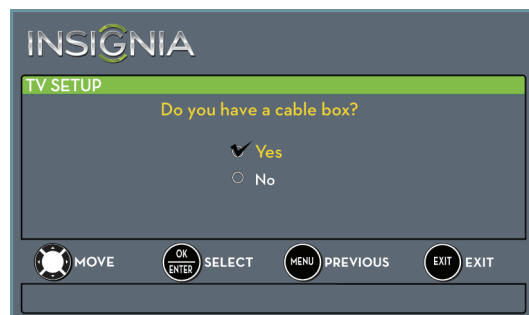 INSIGNIA
TV SETUP
Do you have a cable box?
Yes
No
MOVE OK ENTER SELECT MENU PREVIOUS EXIT EXIT